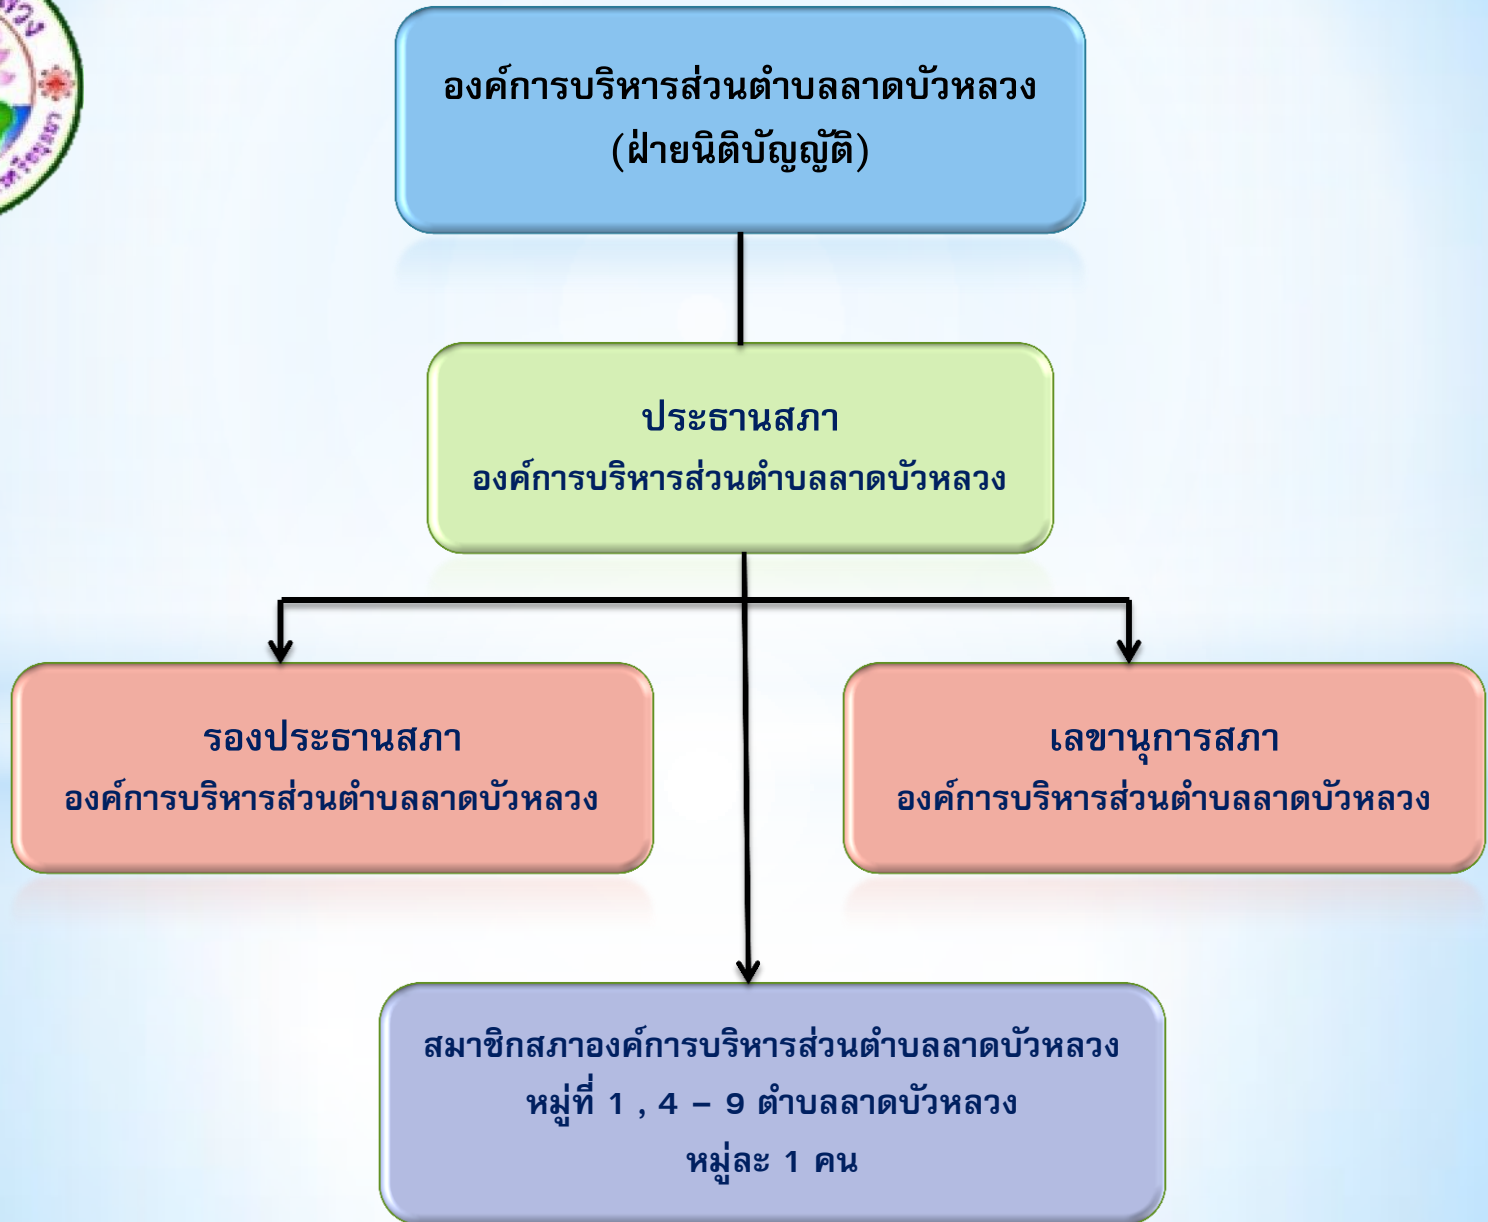 องค์การบริหารส่วนตำบลลาดบัวหลวง
(ฝ่ายนิติบัญญัติ)
ประธานสภา
องค์การบริหารส่วนตำบลลาดบัวหลวง
รองประธานสภา
องค์การบริหารส่วนตำบลลาดบัวหลวง
เลขานุการสภา
องค์การบริหารส่วนตำบลลาดบัวหลวง
สมาชิกสภาองค์การบริหารส่วนตำบลลาดบัวหลวง
หมู่ที่ 1 , 4 – 9 ตำบลลาดบัวหลวง
หมู่ละ 1 คน